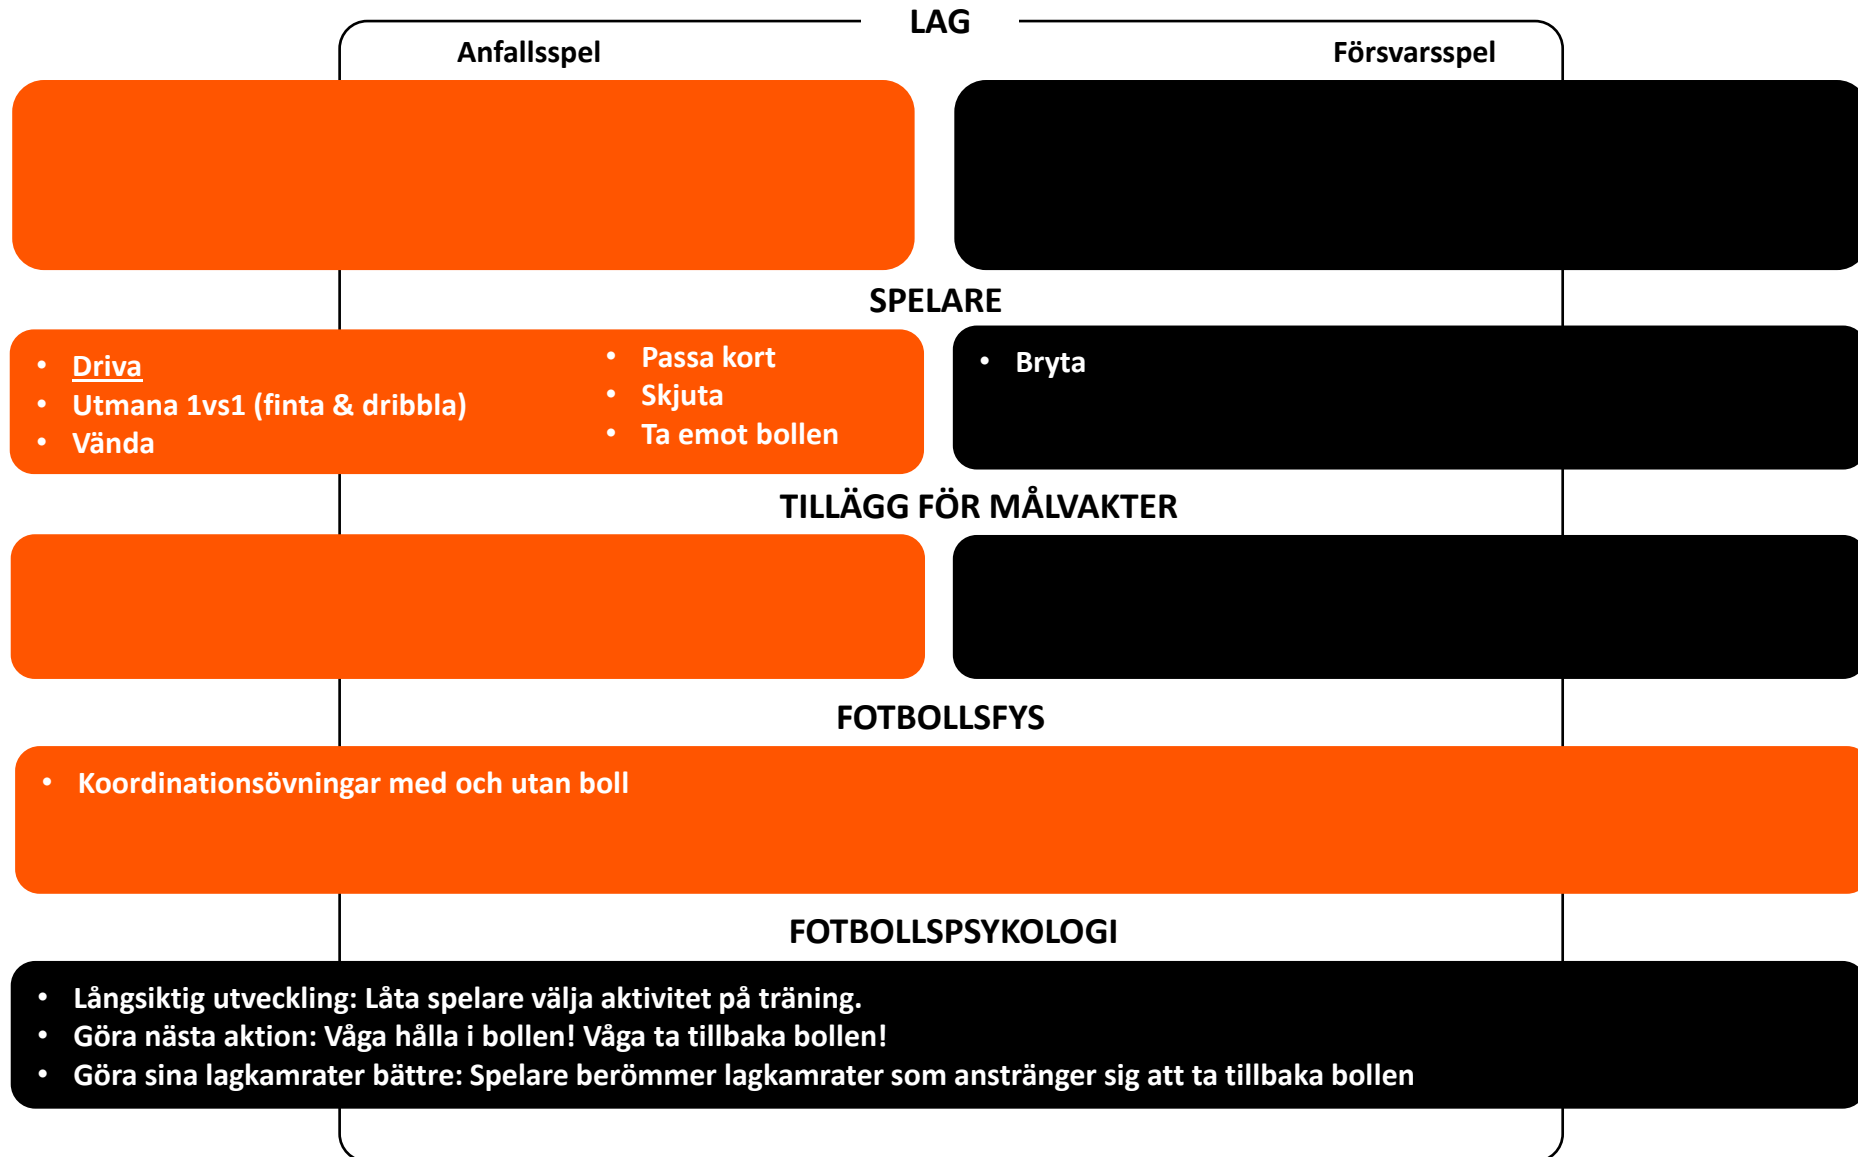 LAG
Anfallsspel
Försvarsspel
SPELARE
• Driva
• Utmana 1vs1 (finta & dribbla)
• Vända
• Passa kort
• Skjuta
• Ta emot bollen
• Bryta
TILLÄGG FÖR MÅLVAKTER
FOTBOLLSFYS
• Koordinationsövningar med och utan boll
FOTBOLLSPSYKOLOGI
• Långsiktig utveckling: Låta spelare välja aktivitet på träning.
• Göra nästa aktion: Våga hålla i bollen! Våga ta tillbaka bollen!
• Göra sina lagkamrater bättre: Spelare berömmer lagkamrater som anstränger sig att ta tillbaka bollen